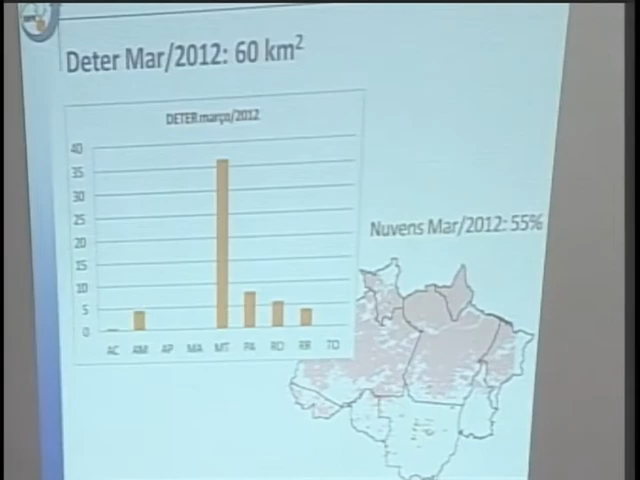 Deter Mar/2012: 60 km²
DETER março/2012
40
35
30
25
20
15
10
5
0
AC AM AP MA MT PA RO RR TO
Nuvens Mar/2012: 55%